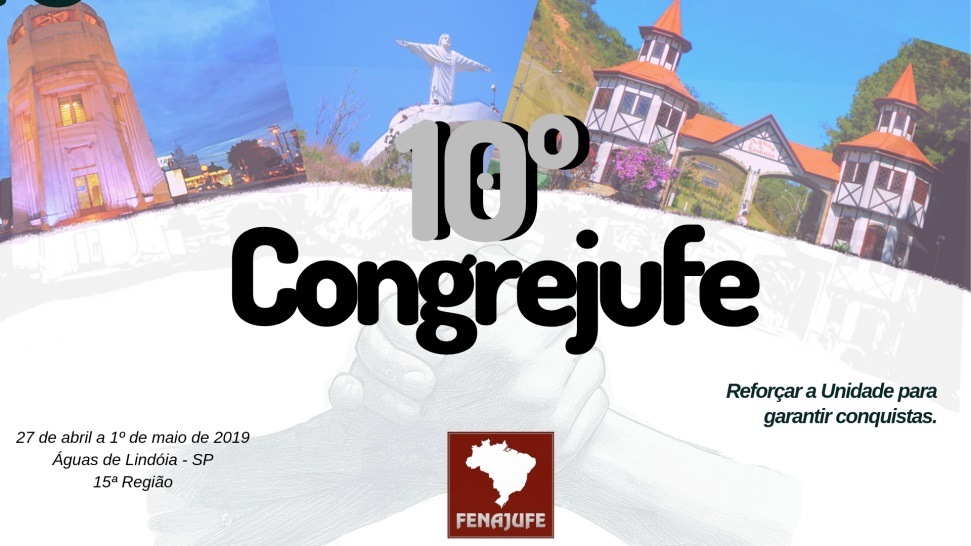 10º
Congrejufe
Reforçar a Unidade para
garantir conquistas.
27 de abril a 1º de maio de 2019
Águas de Lindóia - SP
15ª Região
FENAJUFE